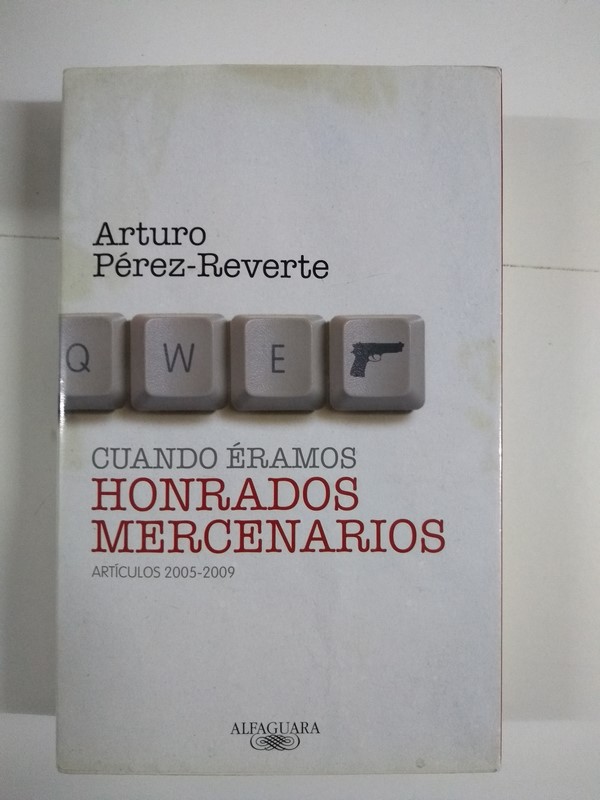 Arturo
Pérez-Reverte
Q W E
CUANDO ÉRAMOS
HONRADOS
MERCENARIOS
ARTÍCULOS 2005-2009
ALFAGUARA